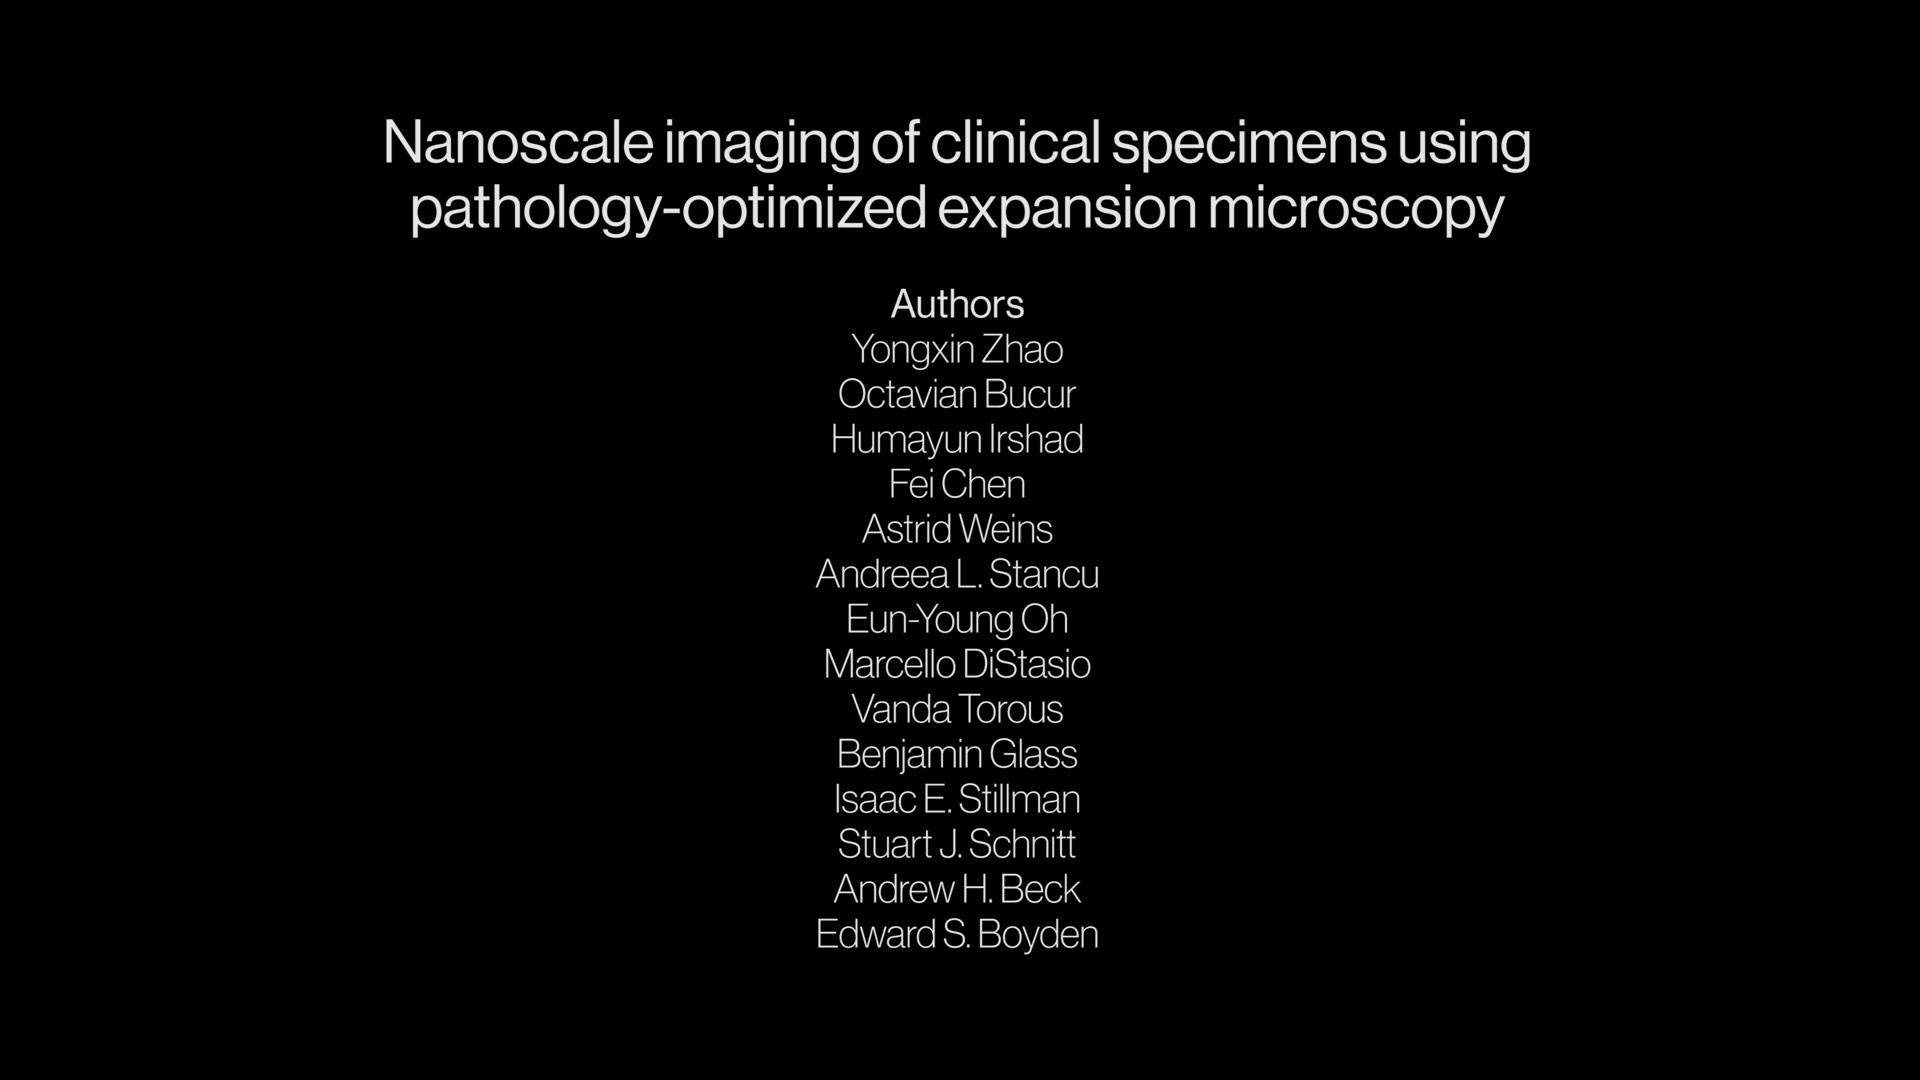 Nanoscale imaging of clinical specimens using
pathology-optimized expansion microscopy
Authors
Yongxin Zhao
Octavian Bucur
Humayun Irshad
Fei Chen
Astrid Weins
Andreea L. Stancu
Eun-Young Oh
Marcello DiStasio
Vanda Torous
Benjamin Glass
Isaac E. Stillman
Stuart J. Schnitt
Andrew H. Beck
Edward S. Boyden